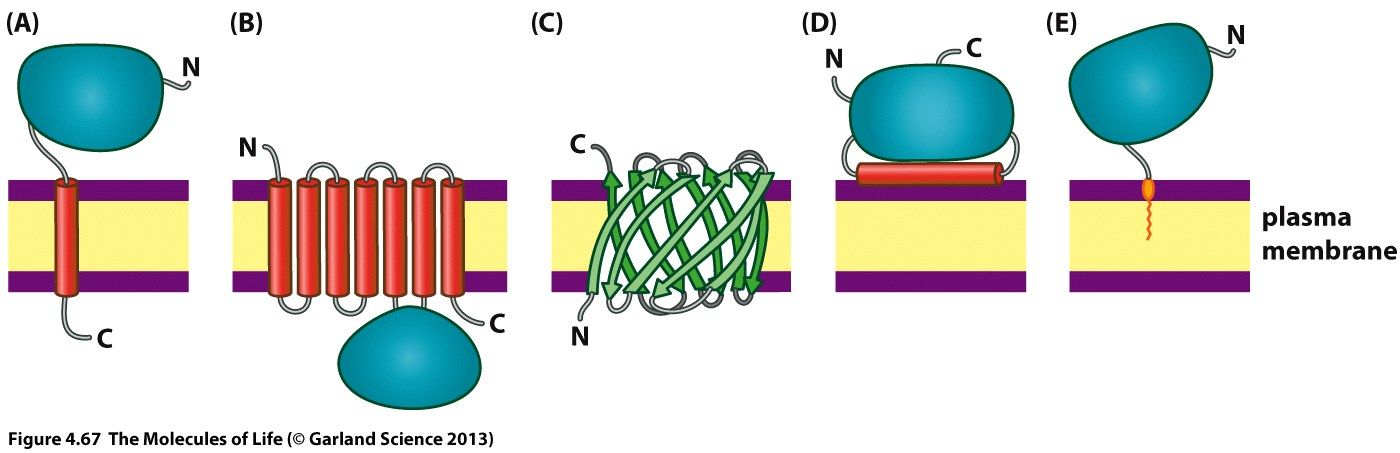 (A)
(B)
(C)
(D)
(E)
N
C
N
C
C
N
N
C
N
plasma
membrane
Figure 4.67 The Molecules of Life (© Garland Science 2013)